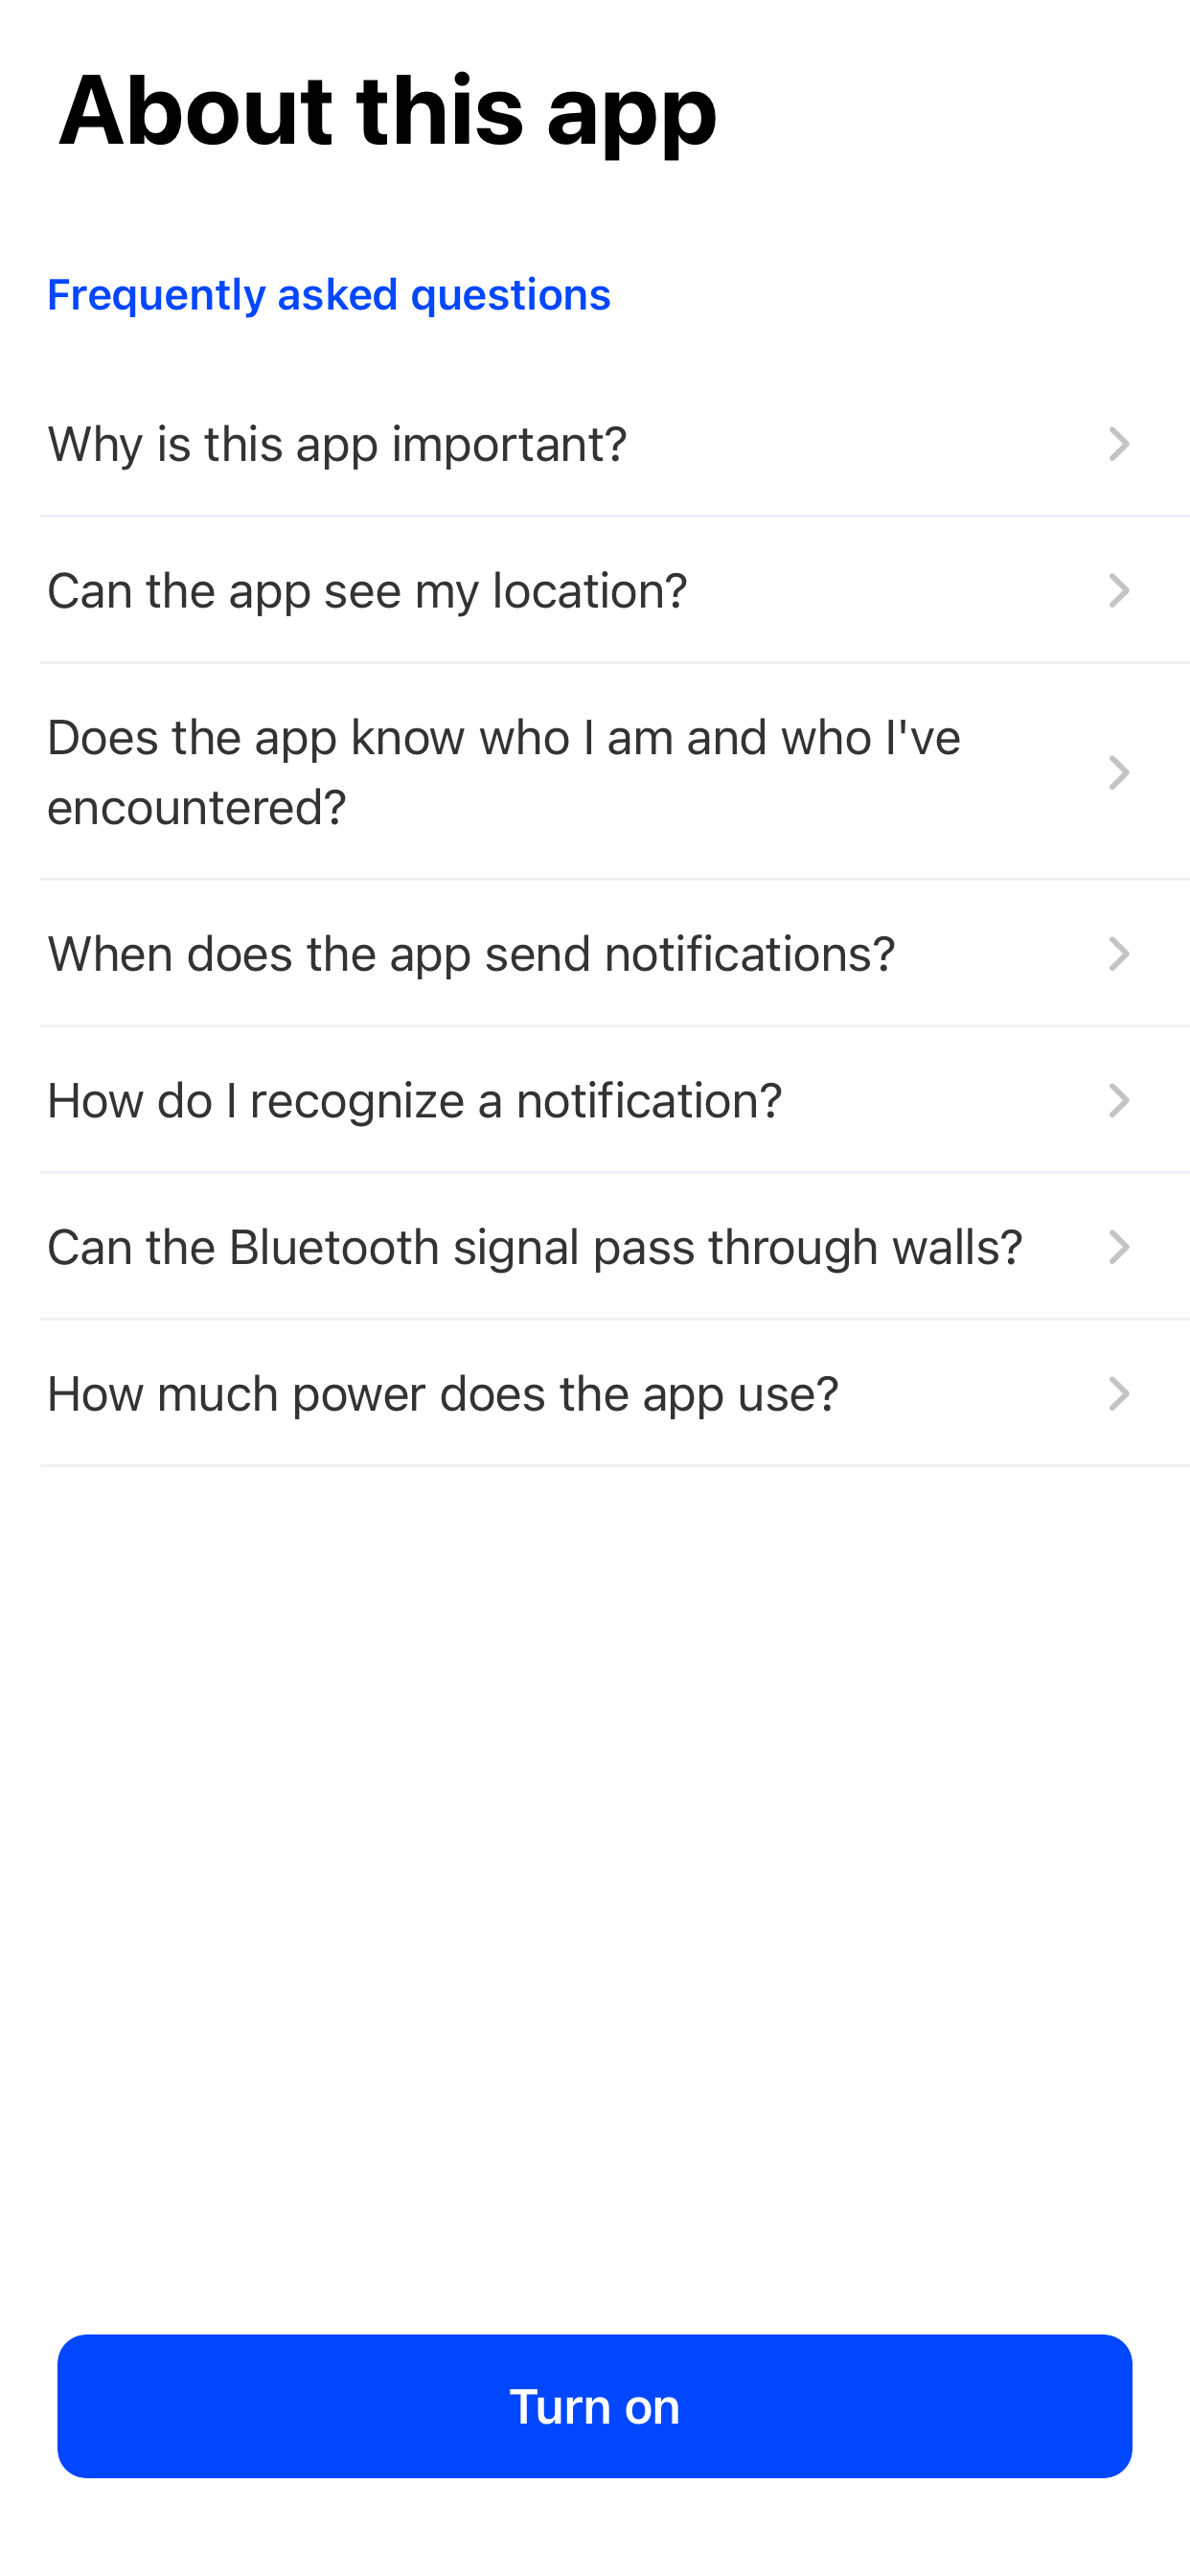 About this app
Frequently asked questions
Why is this app important?
Can the app see my location?
Does the app know who I am and who I've
encountered?
When does the app send notifications?
How do I recognize a notification?
Can the Bluetooth signal pass through walls?
How much power does the app use?
Turn on